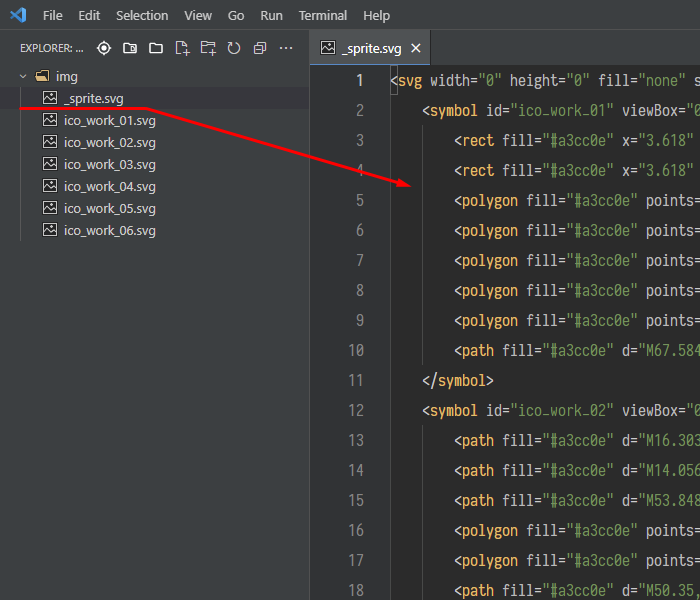 File Edit Selection View Go Run Terminal Help
EXPLORER: ...
_sprite.svg
img
_sprite.svg
ico_work_01.svg
ico_work_02.svg
ico_work_03.svg
ico_work_04.svg
ico_work_05.svg
ico_work_06.svg
1 <svg width="0" height="0" fill="none" s
2 <symbol id="ico_work_01" viewBox="0
3 <rect fill="#a3cc0e" x="3.618"
4 <rect fill="#a3cc0e" x="3.618"
5 <polygon fill="#a3cc0e" points=
6 <polygon fill="#a3cc0e" points=
7 <polygon fill="#a3cc0e" points=
8 <polygon fill="#a3cc0e" points=
9 <polygon fill="#a3cc0e" points=
10 <path fill="#a3cc0e" d="M67.584
11 </symbol>
12 <symbol id="ico_work_02" viewBox="0
13 <path fill="#a3cc0e" d="M16.303
14 <path fill="#a3cc0e" d="M14.056
15 <path fill="#a3cc0e" d="M53.848
16 <polygon fill="#a3cc0e" points=
17 <polygon fill="#a3cc0e" points=
18 <path fill="#a3cc0e" d="M50.35,